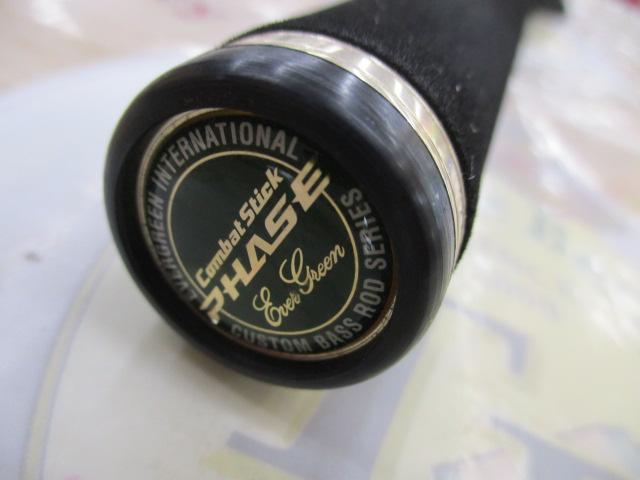 EVERGREEN INTERNATIONAL
Combat Stick
PHASE
Ever Green
CUSTOM BASS ROD SERIES